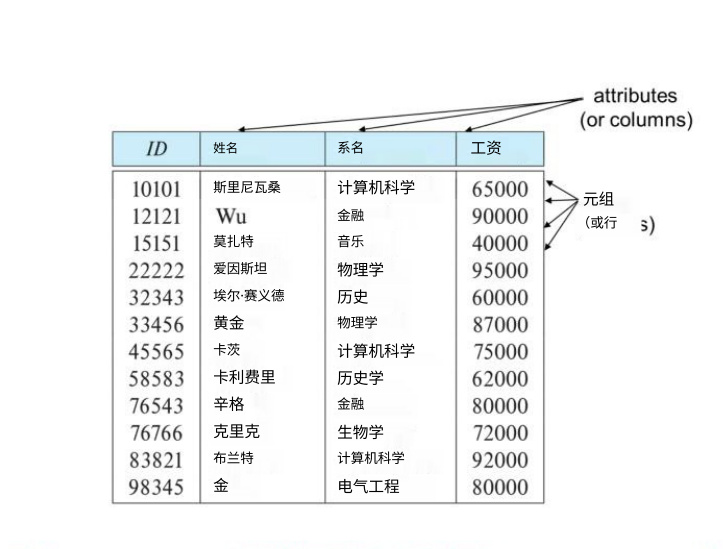 attributes
(or columns)
ID 姓名 系名 工资
10101 斯里尼瓦桑 计算机科学 65000
12121 Wu 金融 90000
15151 莫扎特 音乐 40000
22222 爱因斯坦 物理学 95000
32343 埃尔·赛义德 历史 60000
33456 黄金 物理学 87000
45565 卡茨 计算机科学 75000
58583 卡利费里 历史学 62000
76543 辛格 金融 80000
76766 克里克 生物学 72000
83821 布兰特 计算机科学 92000
98345 金 电气工程 80000
元组
（或行 s)